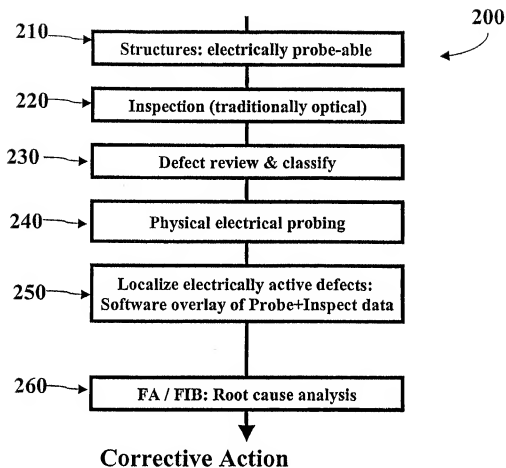 200
210
Structures: electrically probe-able
220
Inspection (traditionally optical)
230
Defect review & classify
240
Physical electrical probing
250
Localize electrically active defects:
Software overlay of Probe+Inspect data
260
FA / FIB: Root cause analysis
Corrective Action